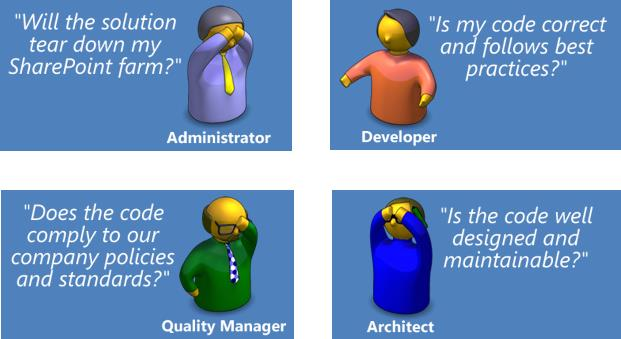 "Will the solution
tear down my
SharePoint farm?"
Administrator
"Is my code correct
and follows best
practices?"
Developer
"Does the code
comply to our
company policies
and standards?"
Quality Manager
"Is the code well
designed and
maintainable?"
Architect